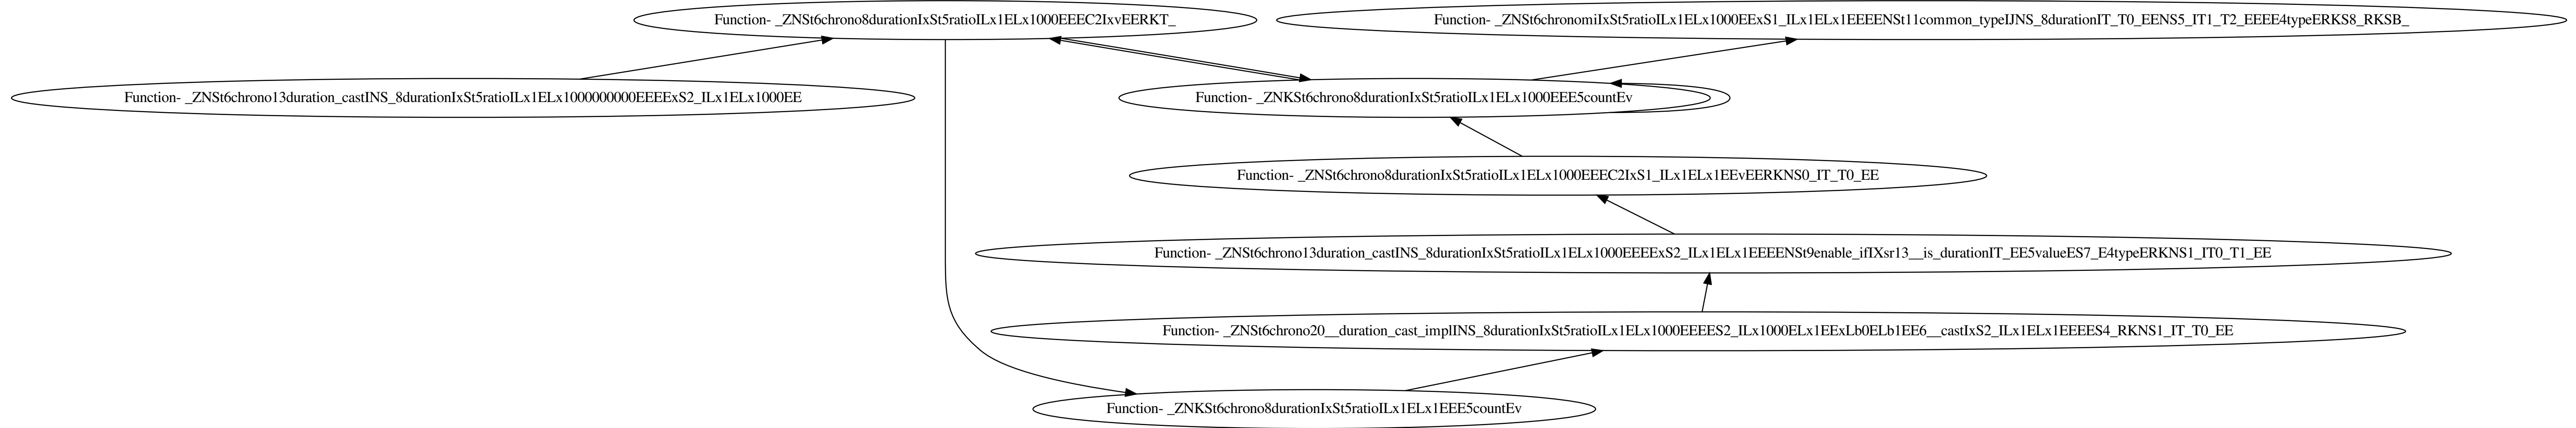 Function- _ZNSt6chrono8durationIxSt5ratioILx1ELx1000EEEC2IxvEERKT_
Function- _ZNSt6chronomiIxSt5ratioILx1ELx1000EExS1_ILx1ELx1EEEENSt11common_typeIJNS_8durationIT_T0_EENS5_IT1_T2_EEEE4typeERKS8_RKSB_
Function- _ZNSt6chrono13duration_castINS_8durationIxSt5ratioILx1ELx1000000000EEEExS2_ILx1ELx1000EE
Function- _ZNKSt6chrono8durationIxSt5ratioILx1ELx1000EEE5countEv
Function- _ZNSt6chrono8durationIxSt5ratioILx1ELx1000EEEC2IxS1_ILx1ELx1EEvEERKNS0_IT_T0_EE
Function- _ZNSt6chrono13duration_castINS_8durationIxSt5ratioILx1ELx1000EEEExS2_ILx1ELx1EEEENSt9enable_ifIXsr13__is_durationIT_EE5valueES7_E4typeERKNS1_IT0_T1_EE
Function- _ZNSt6chrono20__duration_cast_implINS_8durationIxSt5ratioILx1ELx1000EEEES2_ILx1000ELx1EExLb0ELb1EE6__castIxS2_ILx1ELx1EEEES4_RKNS1_IT_T0_EE
Function- _ZNKSt6chrono8durationIxSt5ratioILx1ELx1EEE5countEv